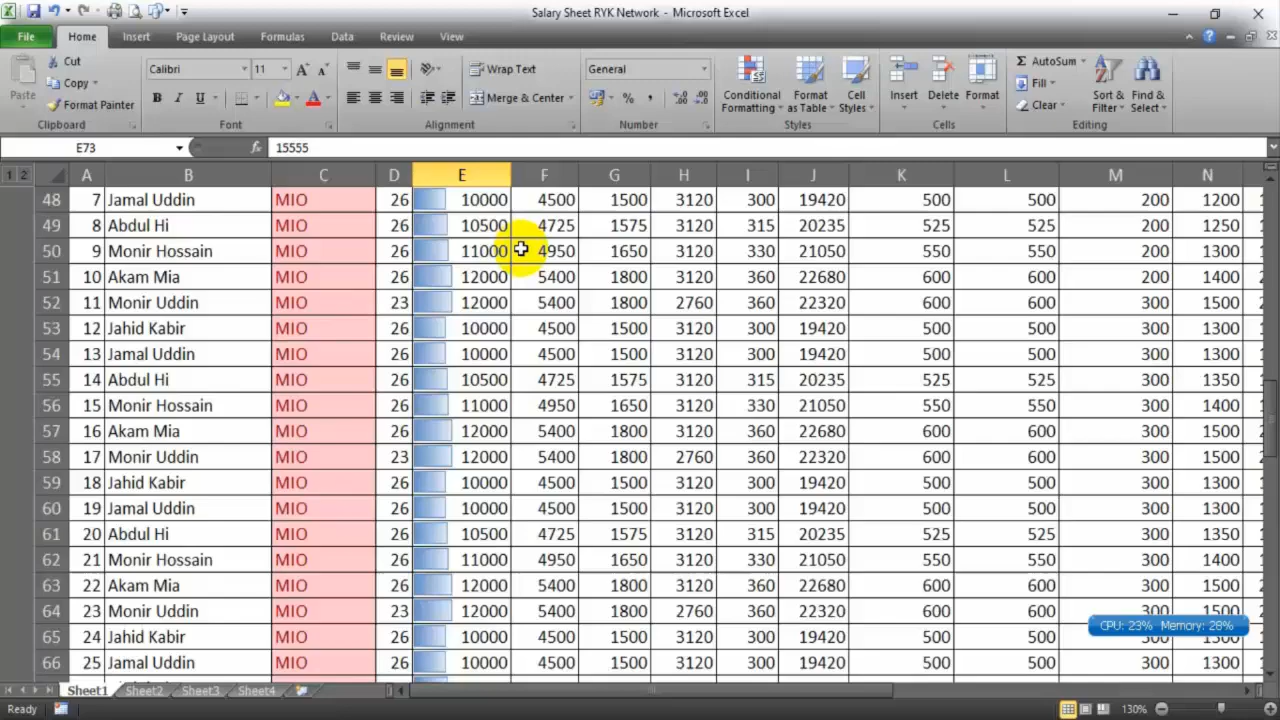 Salary Sheet RYK Network - Microsoft Excel
File Home Insert Page Layout Formulas Data Review View
Paste Cut Copy Format Painter Clipboard
Calibri 11 A A B I U A Font
Wrap Text Merge & Center Alignment
General % , Number
Conditional Formatting Format as Table Cell Styles Styles
Insert Delete Format Cells
Σ AutoSum Fill Clear Sort & Filter Find & Select Editing
E73 fx 15555
1 2 A B C D E F G H I J K L M N
48 7 Jamal Uddin MIO 26 10000 4500 1500 3120 300 19420 500 500 200 1200
49 8 Abdul Hi MIO 26 10500 4725 1575 3120 315 20235 525 525 200 1250
50 9 Monir Hossain MIO 26 11000 4950 1650 3120 330 21050 550 550 200 1300
51 10 Akam Mia MIO 26 12000 5400 1800 3120 360 22680 600 600 200 1400
52 11 Monir Uddin MIO 23 12000 5400 1800 2760 360 22320 600 600 300 1500
53 12 Jahid Kabir MIO 26 10000 4500 1500 3120 300 19420 500 500 300 1300
54 13 Jamal Uddin MIO 26 10000 4500 1500 3120 300 19420 500 500 300 1300
55 14 Abdul Hi MIO 26 10500 4725 1575 3120 315 20235 525 525 300 1350
56 15 Monir Hossain MIO 26 11000 4950 1650 3120 330 21050 550 550 300 1400
57 16 Akam Mia MIO 26 12000 5400 1800 3120 360 22680 600 600 300 1500
58 17 Monir Uddin MIO 23 12000 5400 1800 2760 360 22320 600 600 300 1500
59 18 Jahid Kabir MIO 26 10000 4500 1500 3120 300 19420 500 500 300 1300
60 19 Jamal Uddin MIO 26 10000 4500 1500 3120 300 19420 500 500 300 1300
61 20 Abdul Hi MIO 26 10500 4725 1575 3120 315 20235 525 525 300 1350
62 21 Monir Hossain MIO 26 11000 4950 1650 3120 330 21050 550 550 300 1400
63 22 Akam Mia MIO 26 12000 5400 1800 3120 360 22680 600 600 300 1500
64 23 Monir Uddin MIO 23 12000 5400 1800 2760 360 22320 600 600 300 1500
CPU: 23% Memory: 28%
65 24 Jahid Kabir MIO 26 10000 4500 1500 3120 300 19420 500 500 300 1300
66 25 Jamal Uddin MIO 26 10000 4500 1500 3120 300 19420 500 500 300 1300
Sheet1 Sheet2 Sheet3 Sheet4
Ready 130%